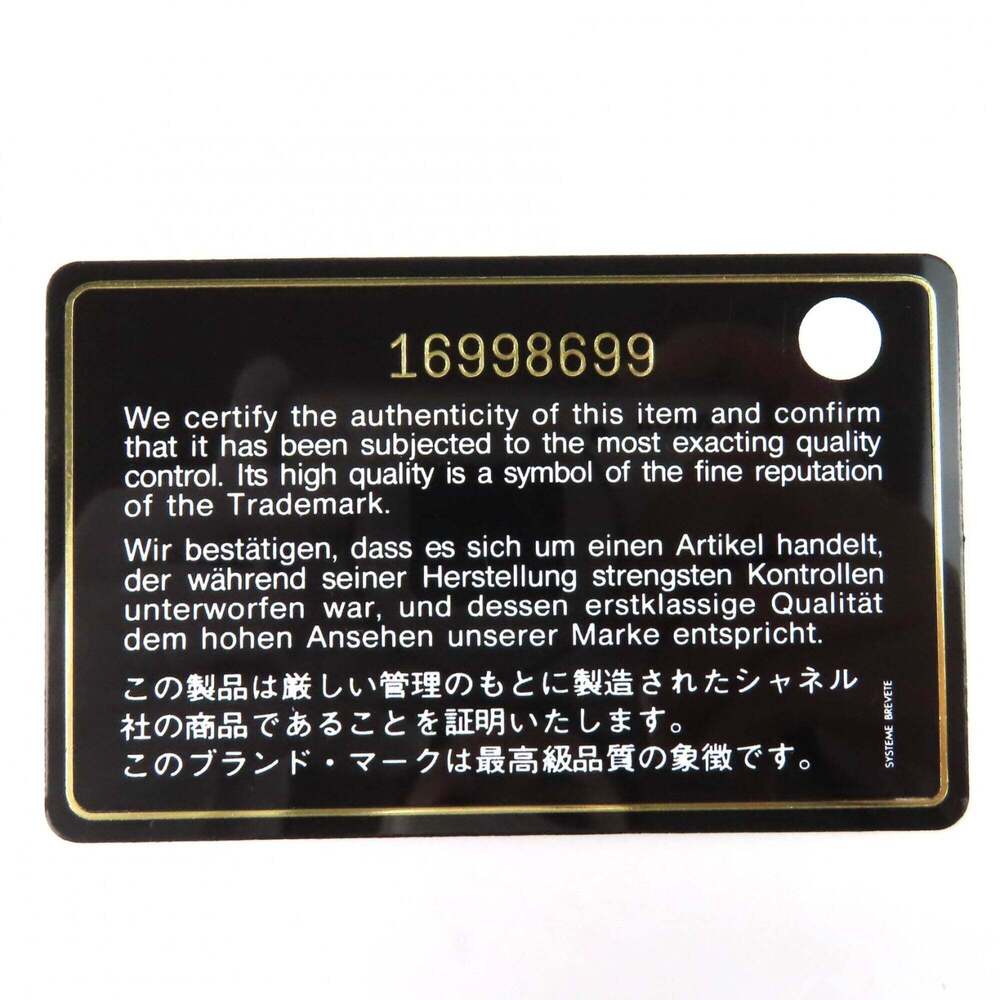 16998699
We certify the authenticity of this item and confirm
that it has been subjected to the most exacting quality
control. Its high quality is a symbol of the fine reputation
of the Trademark.
Wir bestätigen, dass es sich um einen Artikel handelt,
der während seiner Herstellung strengsten Kontrollen
unterworfen war, und dessen erstklassige Qualität
dem hohen Ansehen unserer Marke entspricht.
この製品は厳しい管理のもとに製造されたシャネル
社の商品であることを証明いたします。
このブランド・マークは最高級品質の象徴です。
SYSTEME BREVETE